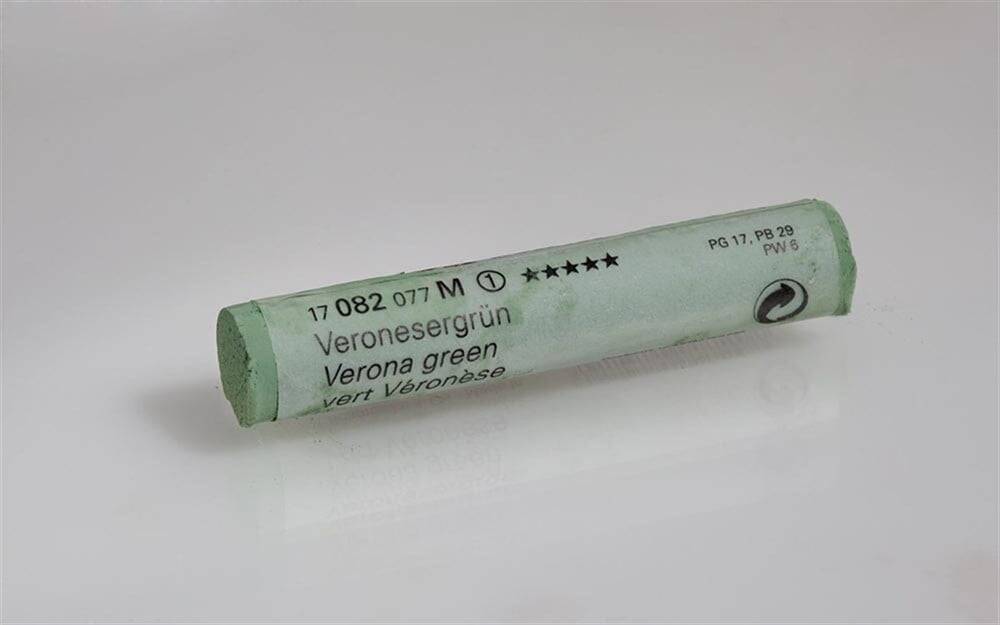 17 082 077 M ① ★★★★★
Veronesergrün
Verona green
vert Véronèse
PG 17, PB 29
PW 6